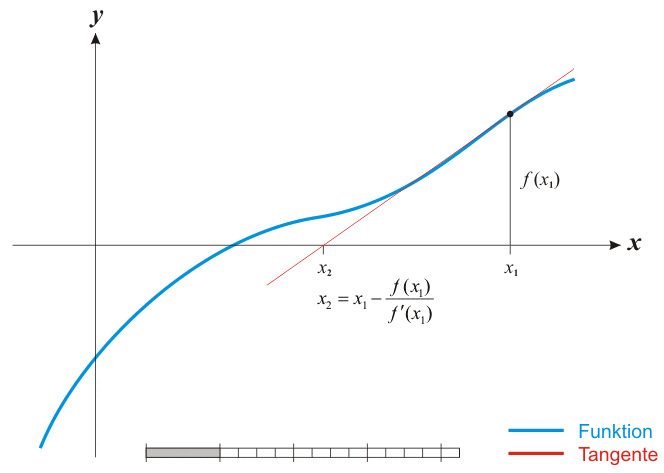 y
x
f(x₁)
x₂
x₁
x₂ = x₁ − f(x₁) / f′(x₁)
Funktion
Tangente